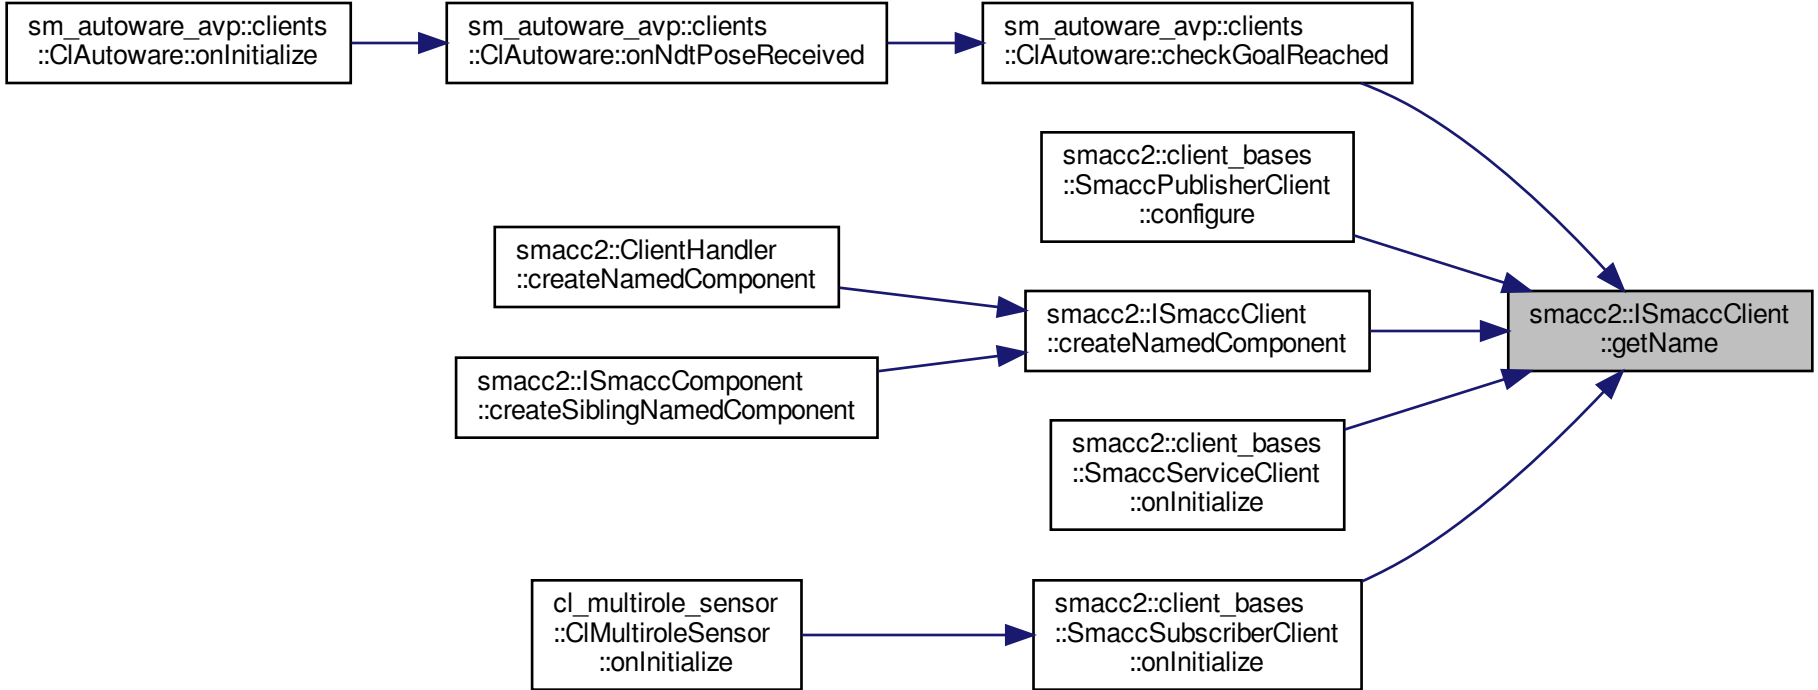 sm_autoware_avp::clients
::ClAutoware::onInitialize
sm_autoware_avp::clients
::ClAutoware::onNdtPoseReceived
sm_autoware_avp::clients
::ClAutoware::checkGoalReached
smacc2::client_bases
::SmaccPublisherClient
::configure
smacc2::ClientHandler
::createNamedComponent
smacc2::ISmaccClient
::createNamedComponent
smacc2::ISmaccClient
::getName
smacc2::ISmaccComponent
::createSiblingNamedComponent
smacc2::client_bases
::SmaccServiceClient
::onInitialize
cl_multirole_sensor
::ClMultiroleSensor
::onInitialize
smacc2::client_bases
::SmaccSubscriberClient
::onInitialize